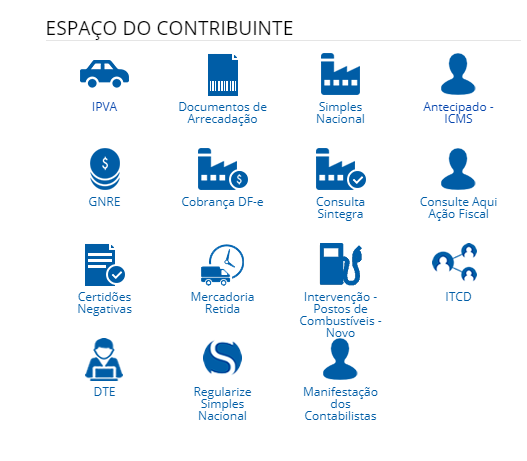 ESPAÇO DO CONTRIBUINTE
IPVA
Documentos de
Arrecadação
Simples
Nacional
Antecipado -
ICMS
GNRE
Cobrança DF-e
Consulta
Sintegra
Consulte Aqui
Ação Fiscal
Certidões
Negativas
Mercadoria
Retida
Intervenção -
Postos de
Combustíveis -
Novo
ITCD
DTE
Regularize
Simples
Nacional
Manifestação
dos
Contabilistas